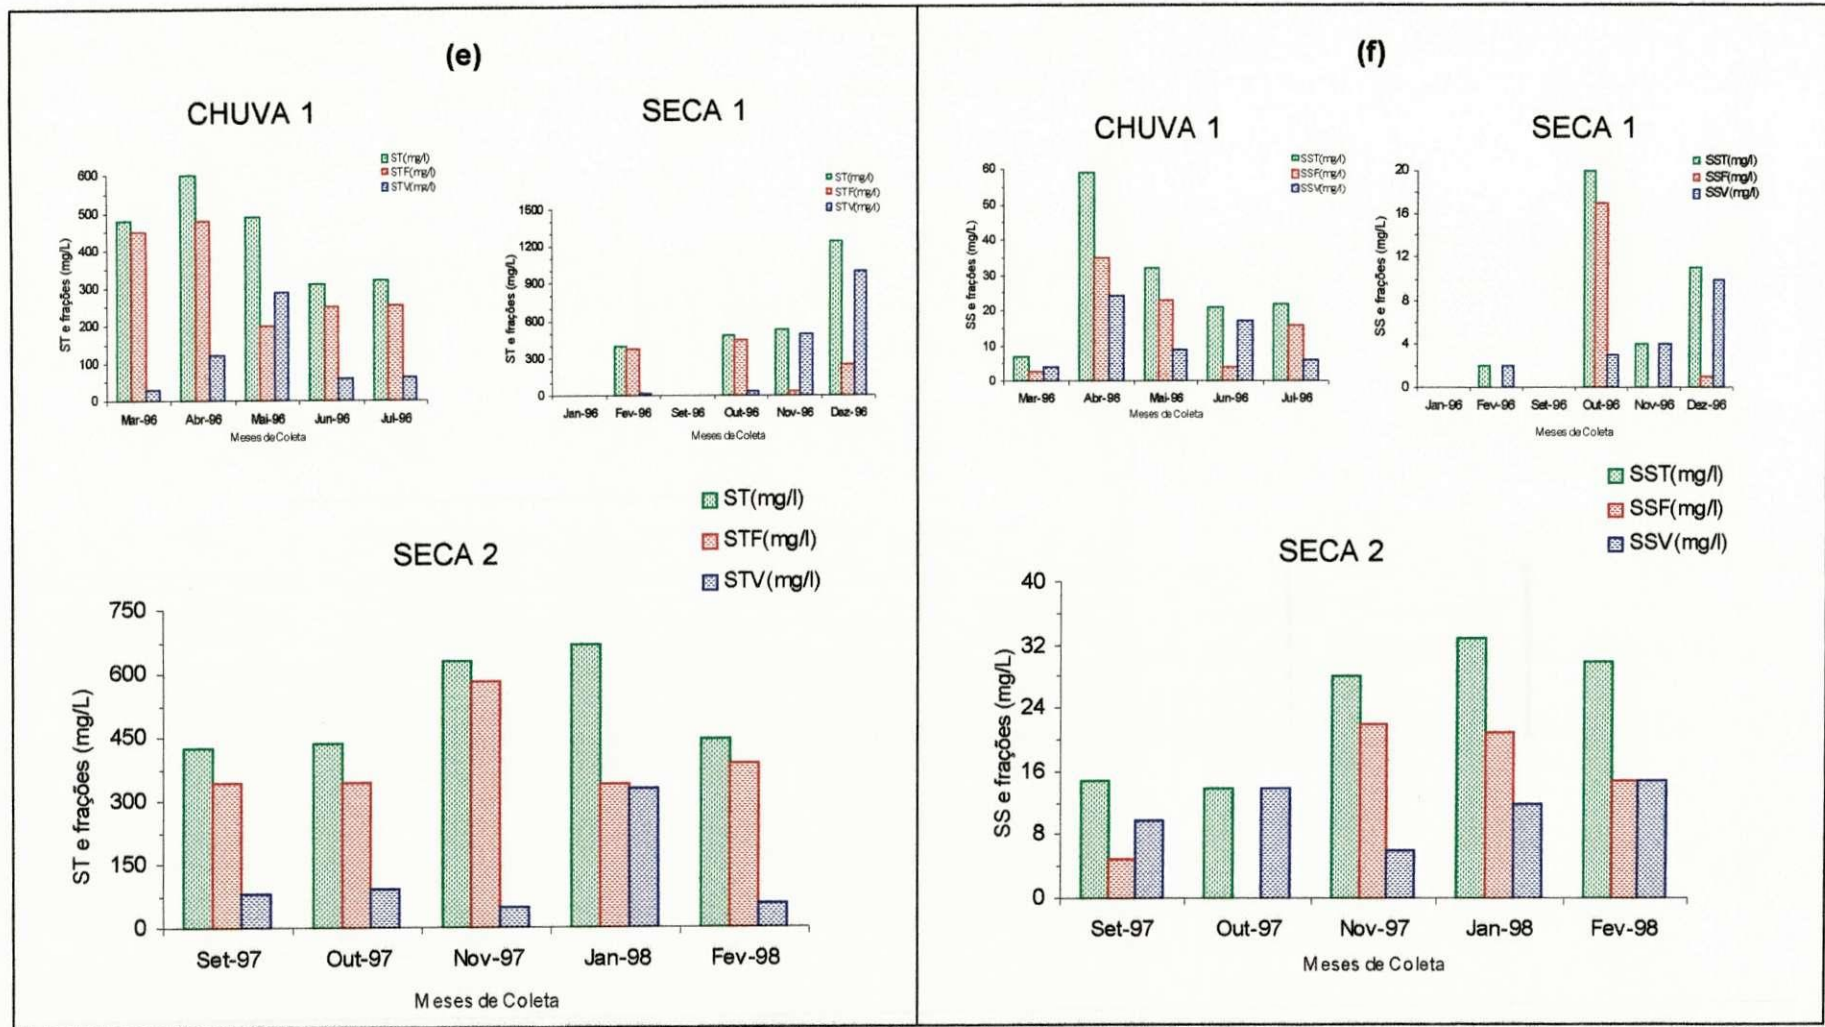 (e)
CHUVA 1
ST(mg/l)
STF(mg/l)
STV(mg/l)
ST e frações (mg/L)
600
500
400
300
200
100
0
Mar-96 Abr-96 Mai-96 Jun-96 Jul-96
Meses de Coleta
SECA 1
ST(mg/l)
STF(mg/l)
STV(mg/l)
ST e frações (mg/L)
1500
1200
900
600
300
0
Jan-96 Fev-96 Set-96 Out-96 Nov-96 Dez-96
Meses de Coleta
SECA 2
ST(mg/l)
STF(mg/l)
STV(mg/l)
ST e frações (mg/L)
750
600
450
300
150
0
Set-97 Out-97 Nov-97 Jan-98 Fev-98
Meses de Coleta
(f)
CHUVA 1
SST(mg/l)
SSF(mg/l)
SSV(mg/l)
SS e frações (mg/L)
60
50
40
30
20
10
0
Mar-96 Abr-96 Mai-96 Jun-96 Jul-96
Meses de Coleta
SECA 1
SST(mg/l)
SSF(mg/l)
SSV(mg/l)
SS e frações (mg/L)
20
16
12
8
4
0
Jan-96 Fev-96 Set-96 Out-96 Nov-96 Dez-96
Meses de Coleta
SECA 2
SST(mg/l)
SSF(mg/l)
SSV(mg/l)
SS e frações (mg/L)
40
32
24
16
8
0
Set-97 Out-97 Nov-97 Jan-98 Fev-98
Meses de Coleta